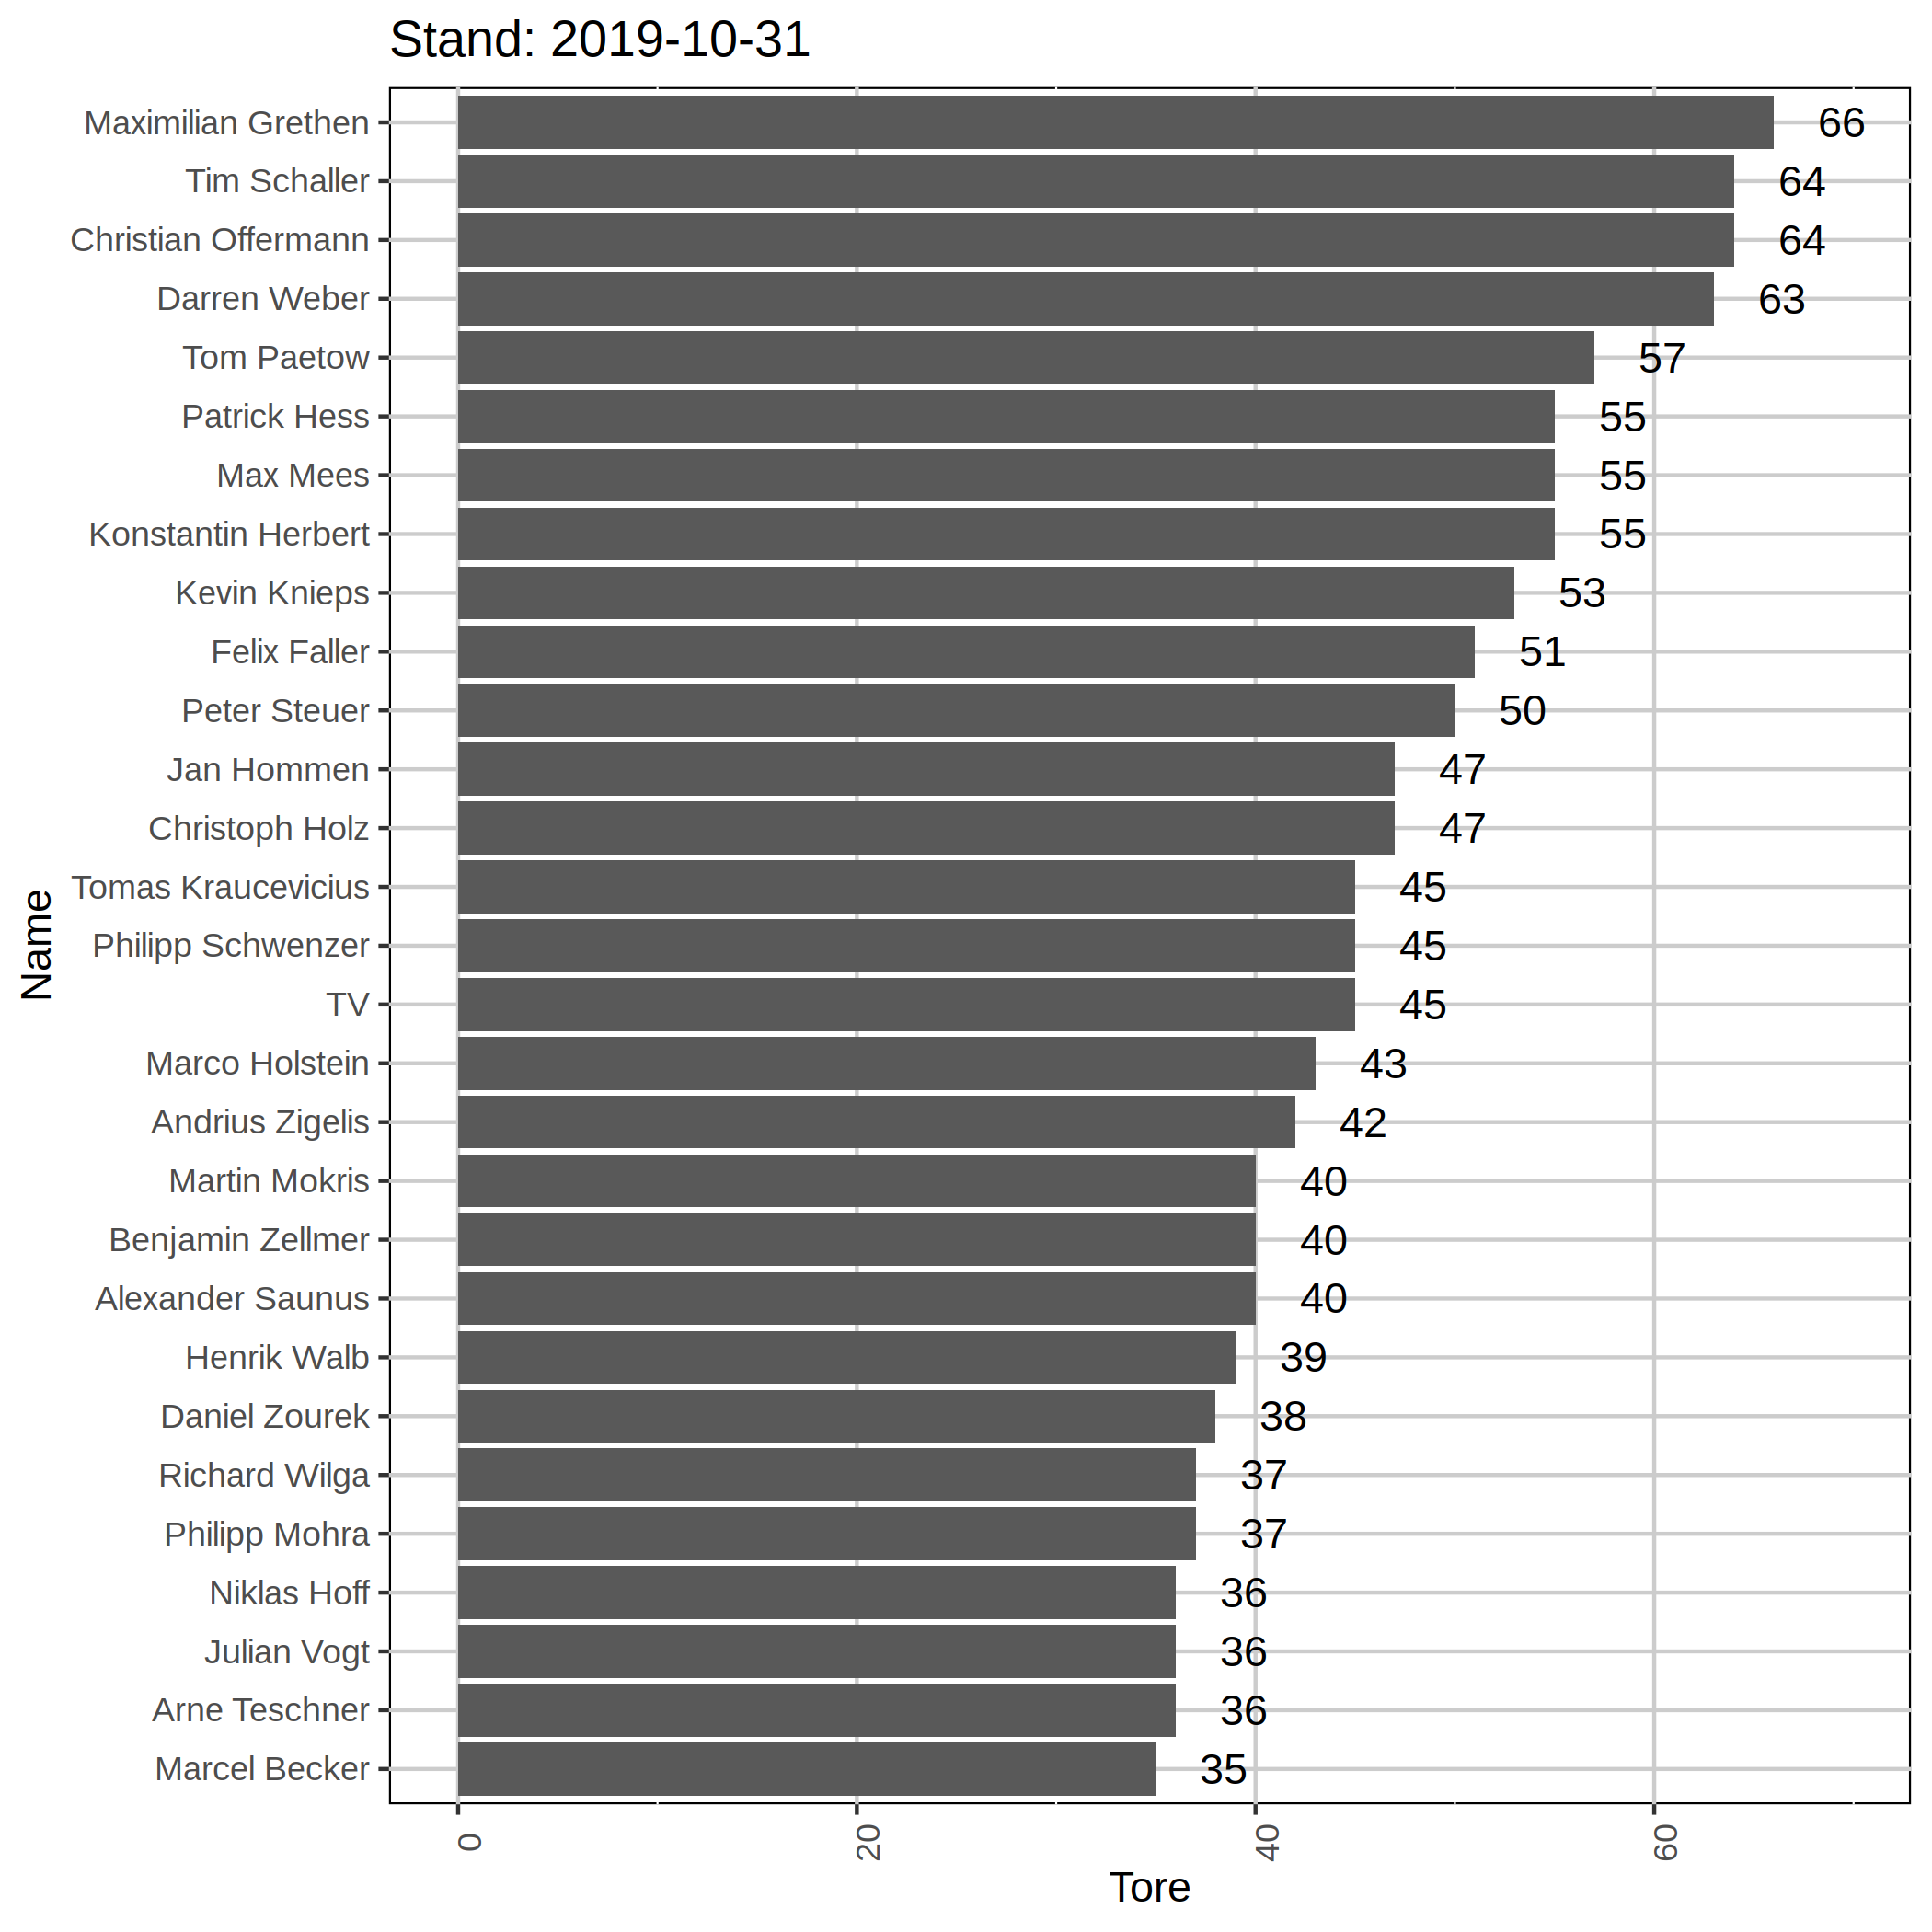 Stand: 2019-10-31
Name
Maximilian Grethen 66
Tim Schaller 64
Christian Offermann 64
Darren Weber 63
Tom Paetow 57
Patrick Hess 55
Max Mees 55
Konstantin Herbert 55
Kevin Knieps 53
Felix Faller 51
Peter Steuer 50
Jan Hommen 47
Christoph Holz 47
Tomas Kraucevicius 45
Philipp Schwenzer 45
TV 45
Marco Holstein 43
Andrius Zigelis 42
Martin Mokris 40
Benjamin Zellmer 40
Alexander Saunus 40
Henrik Walb 39
Daniel Zourek 38
Richard Wilga 37
Philipp Mohra 37
Niklas Hoff 36
Julian Vogt 36
Arne Teschner 36
Marcel Becker 35
0 20 40 60
Tore